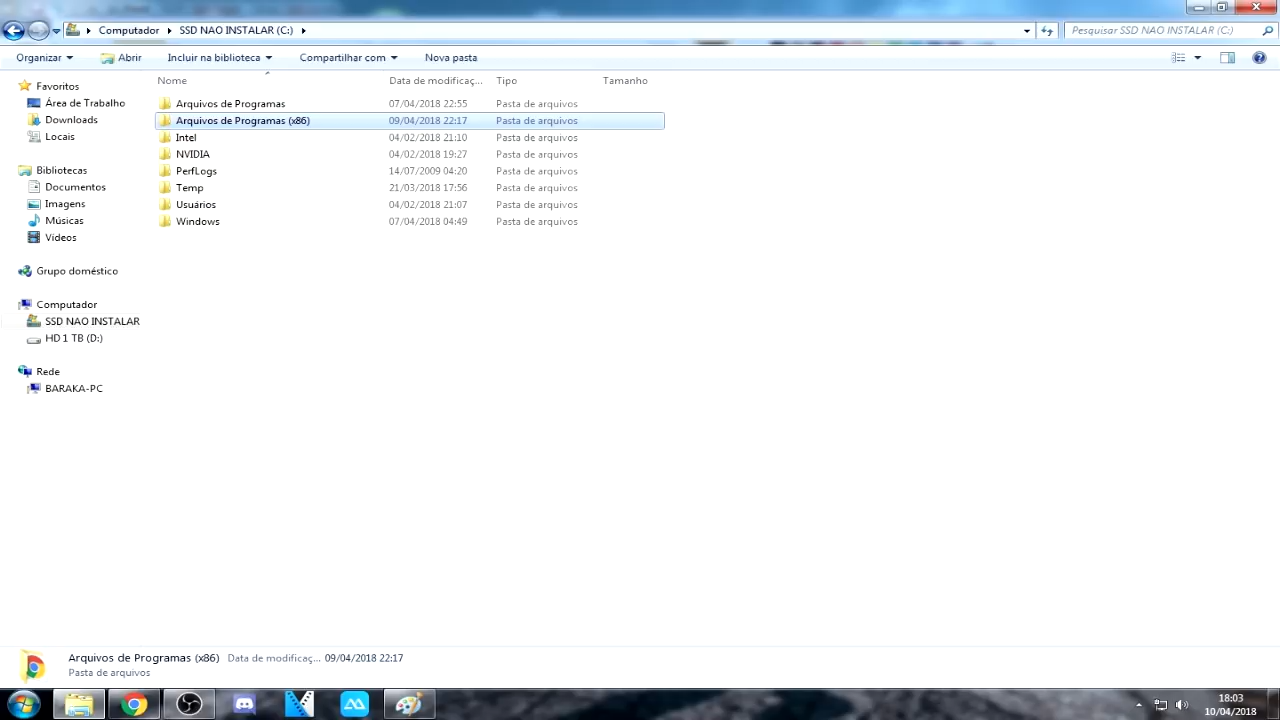 Computador SSD NAO INSTALAR (C:)
Pesquisar SSD NAO INSTALAR (C:)
Organizar Abrir Incluir na biblioteca Compartilhar com Nova pasta
Favoritos
Área de Trabalho
Downloads
Locais
Bibliotecas
Documentos
Imagens
Músicas
Vídeos
Grupo doméstico
Computador
SSD NAO INSTALAR
HD 1 TB (D:)
Rede
BARAKA-PC
Nome Data de modificaç... Tipo Tamanho
Arquivos de Programas 07/04/2018 22:55 Pasta de arquivos
Arquivos de Programas (x86) 09/04/2018 22:17 Pasta de arquivos
Intel 04/02/2018 21:10 Pasta de arquivos
NVIDIA 04/02/2018 19:27 Pasta de arquivos
PerfLogs 14/07/2009 04:20 Pasta de arquivos
Temp 21/03/2018 17:56 Pasta de arquivos
Usuários 04/02/2018 21:07 Pasta de arquivos
Windows 07/04/2018 04:49 Pasta de arquivos
Arquivos de Programas (x86) Data de modificaç... 09/04/2018 22:17
Pasta de arquivos
18:03
10/04/2018